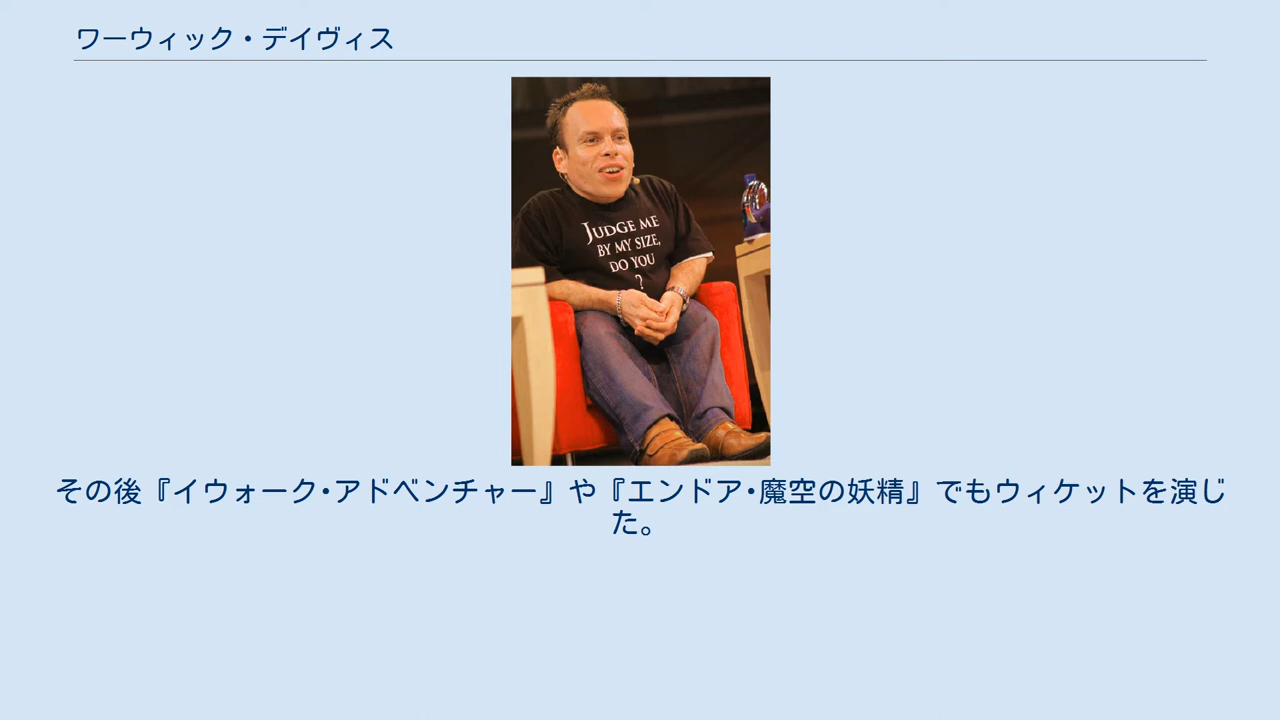 ワーウィック・デイヴィス
JUDGE ME
BY MY SIZE,
DO YOU
?
その後『イウォーク・アドベンチャー』や『エンドア・魔空の妖精』でもウィケットを演じ
た。